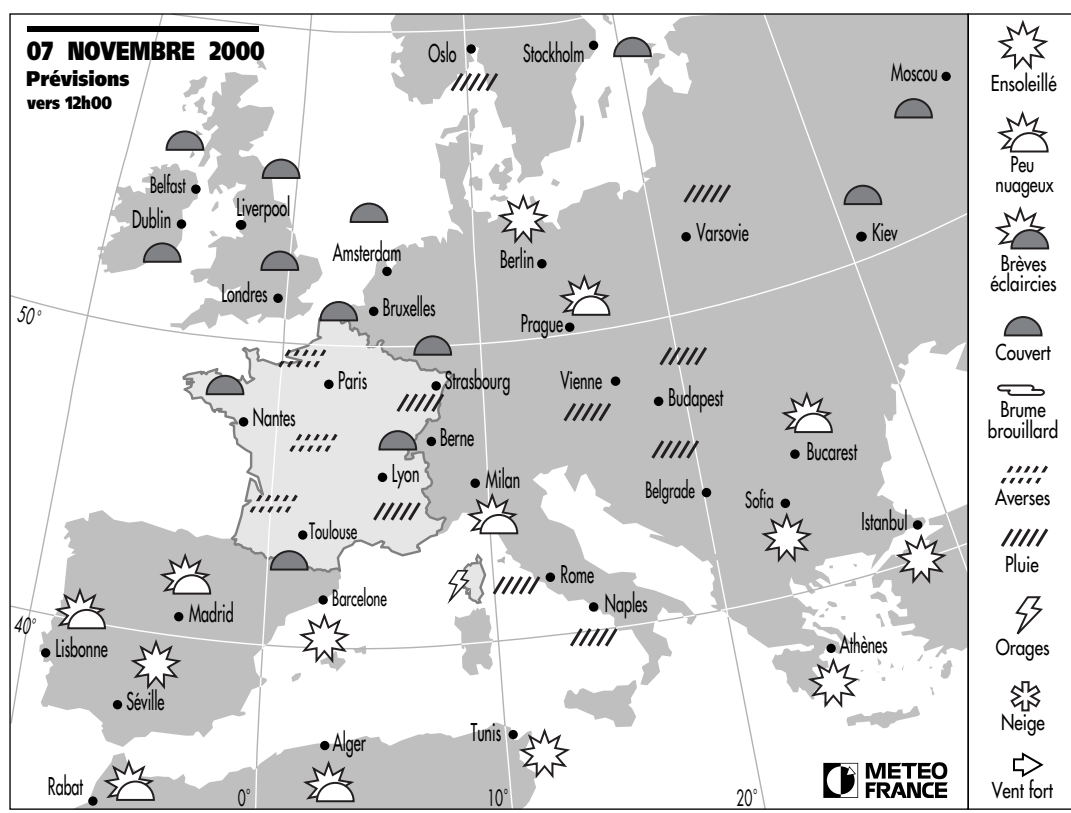 07 NOVEMBRE 2000
Prévisions
vers 12h00
Oslo
Stockholm
Moscou
Belfast
Dublin
Liverpool
Amsterdam
Berlin
Varsovie
Kiev
Londres
Bruxelles
50°
Prague
Paris
Strasbourg
Vienne
Budapest
Nantes
Berne
Bucarest
Lyon
Milan
Belgrade
Sofia
Istanbul
Toulouse
Rome
Madrid
Barcelone
Naples
40°
Lisbonne
Athènes
Séville
Alger
Tunis
Rabat
0°
10°
20°
METEO
FRANCE
Ensoleillé
Peu
nuageux
Brèves
éclaircies
Couvert
Brume
brouillard
Averses
Pluie
Orages
Neige
Vent fort